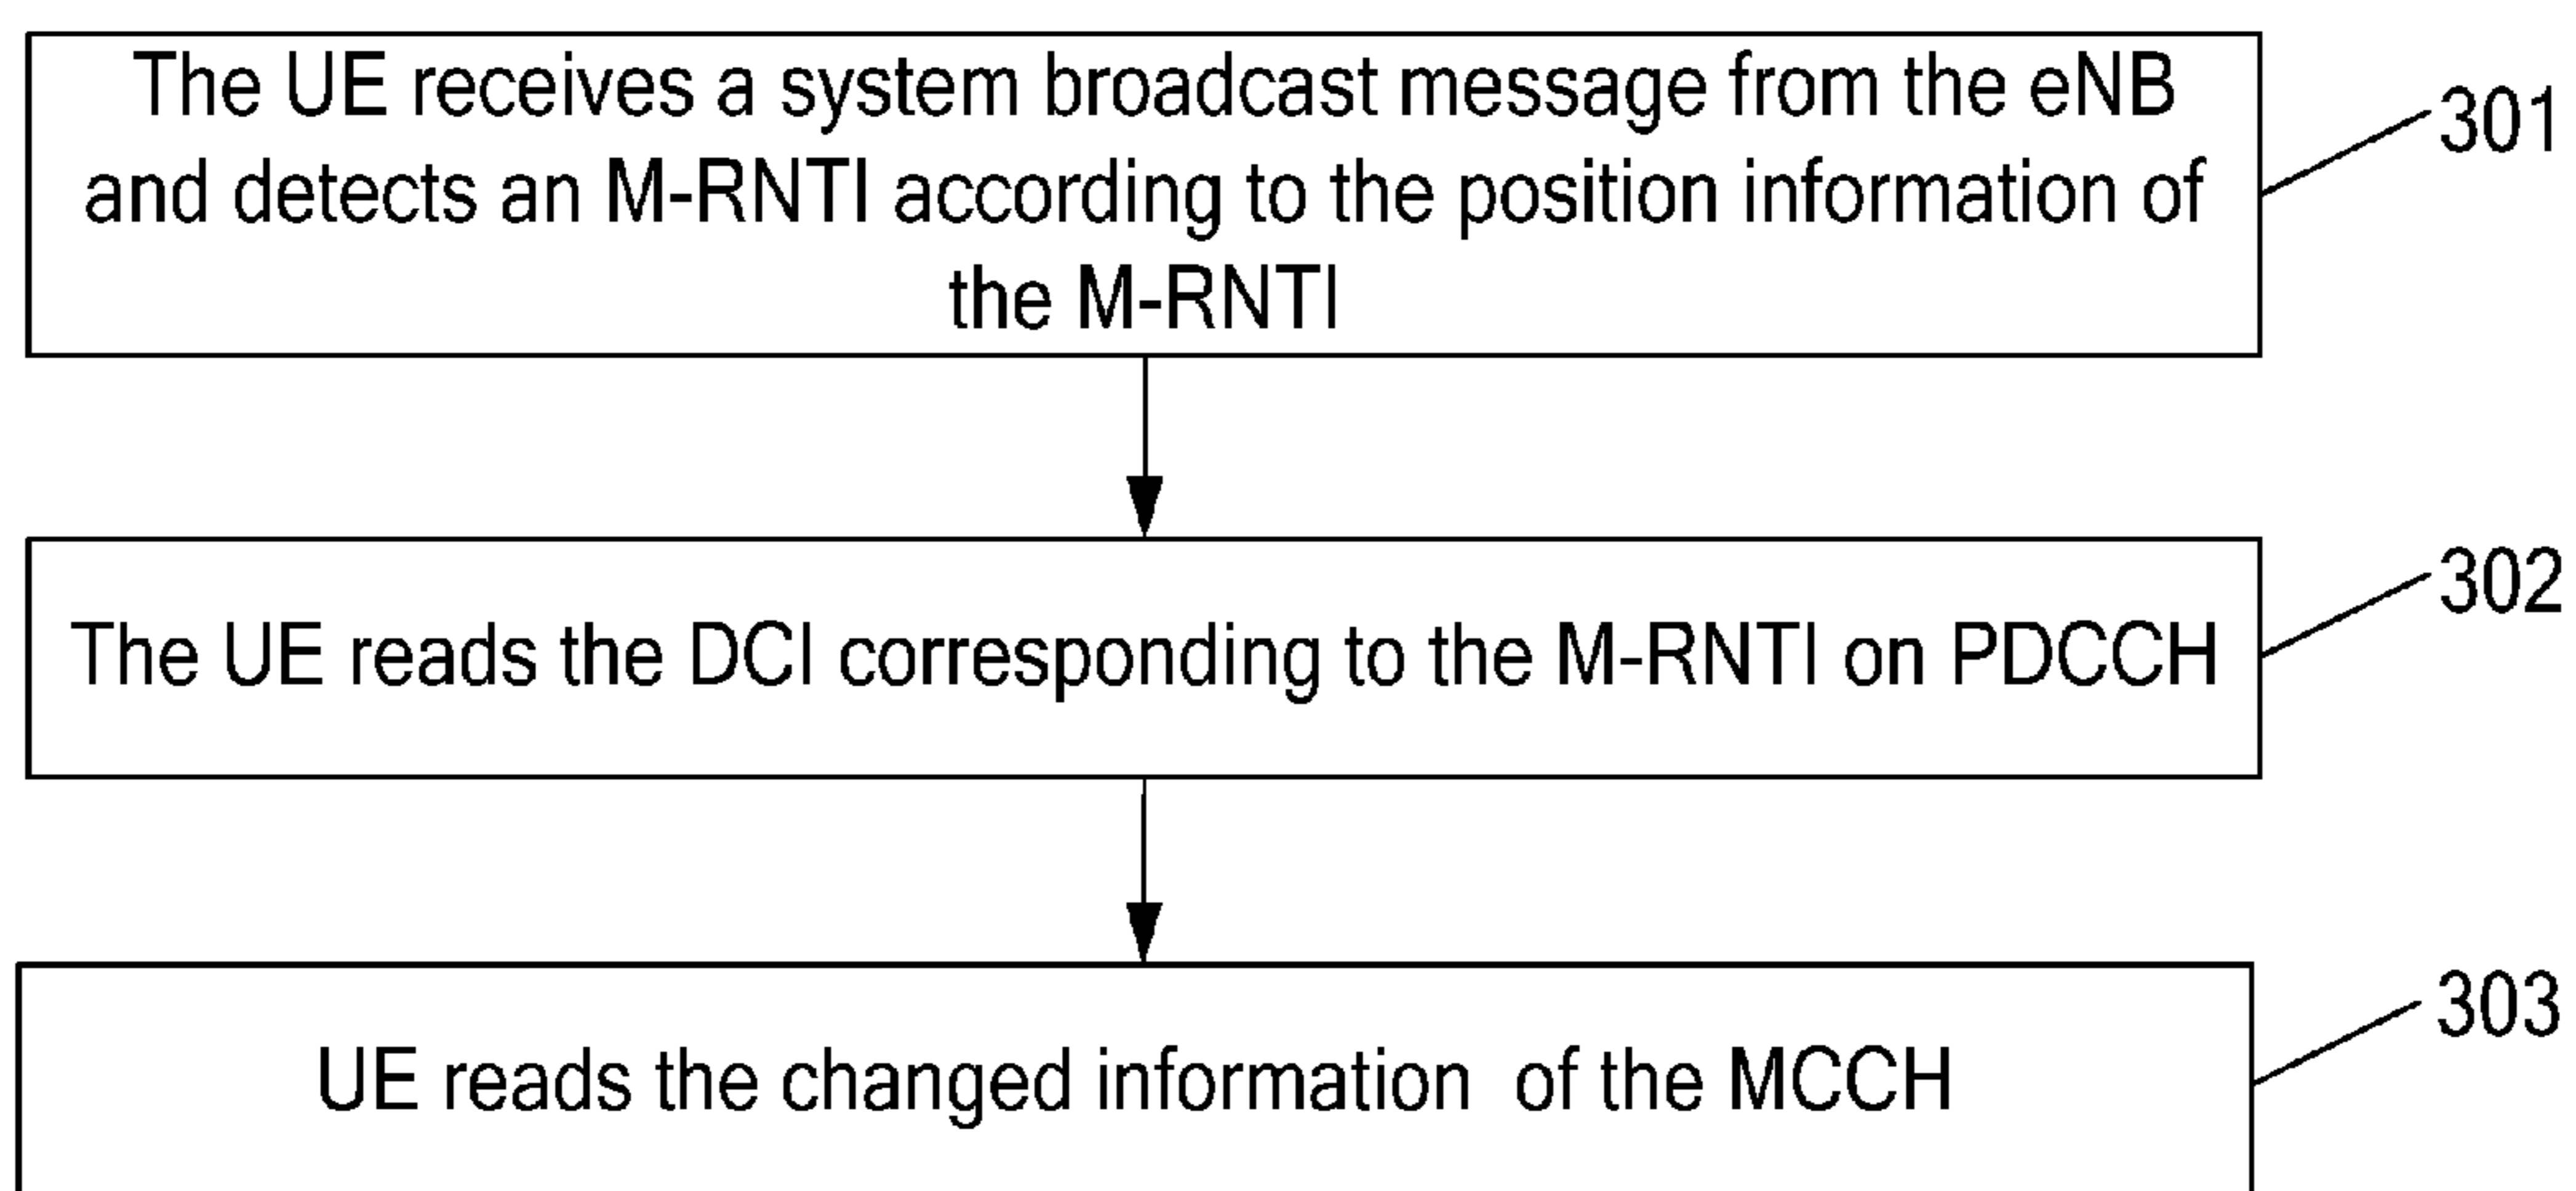 The UE receives a system broadcast message from the eNB
and detects an M-RNTI according to the position information of
the M-RNTI
301
The UE reads the DCI corresponding to the M-RNTI on PDCCH
302
UE reads the changed information of the MCCH
303